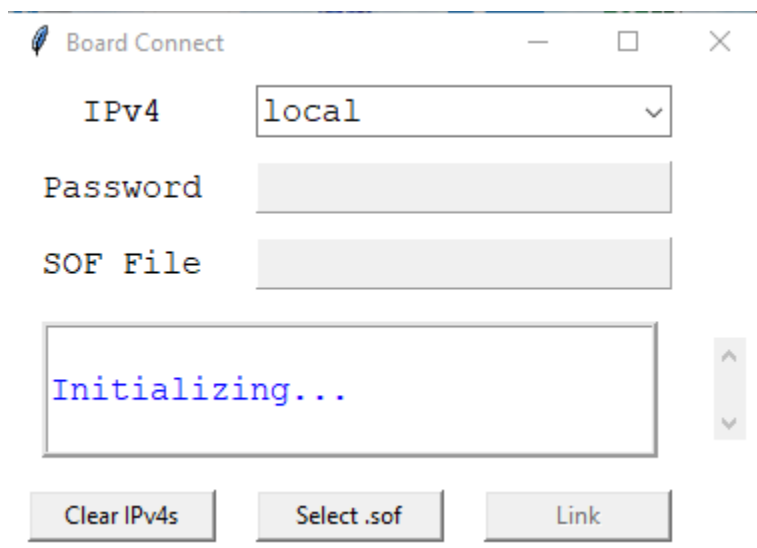 Board Connect
IPv4 local
Password
SOF File
Initializing...
Clear IPv4s Select .sof Link